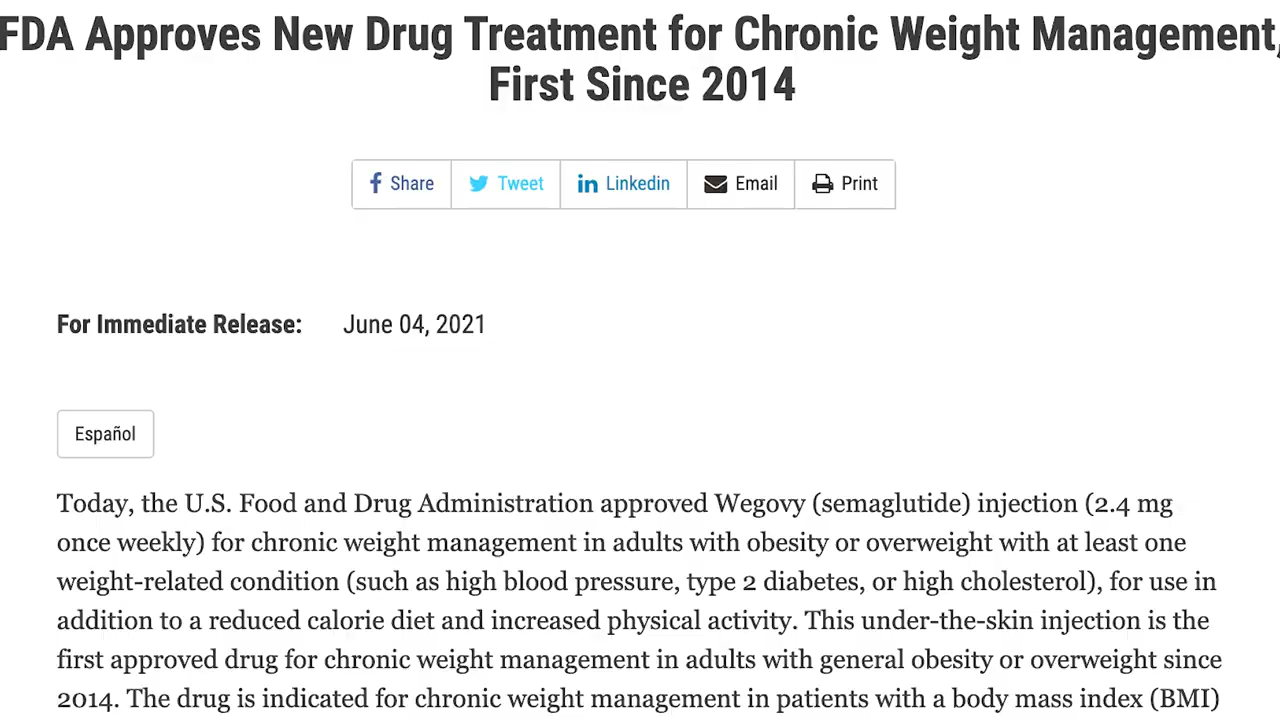 FDA Approves New Drug Treatment for Chronic Weight Management,
First Since 2014
Share Tweet Linkedin Email Print
For Immediate Release: June 04, 2021
Español
Today, the U.S. Food and Drug Administration approved Wegovy (semaglutide) injection (2.4 mg
once weekly) for chronic weight management in adults with obesity or overweight with at least one
weight-related condition (such as high blood pressure, type 2 diabetes, or high cholesterol), for use in
addition to a reduced calorie diet and increased physical activity. This under-the-skin injection is the
first approved drug for chronic weight management in adults with general obesity or overweight since
2014. The drug is indicated for chronic weight management in patients with a body mass index (BMI)